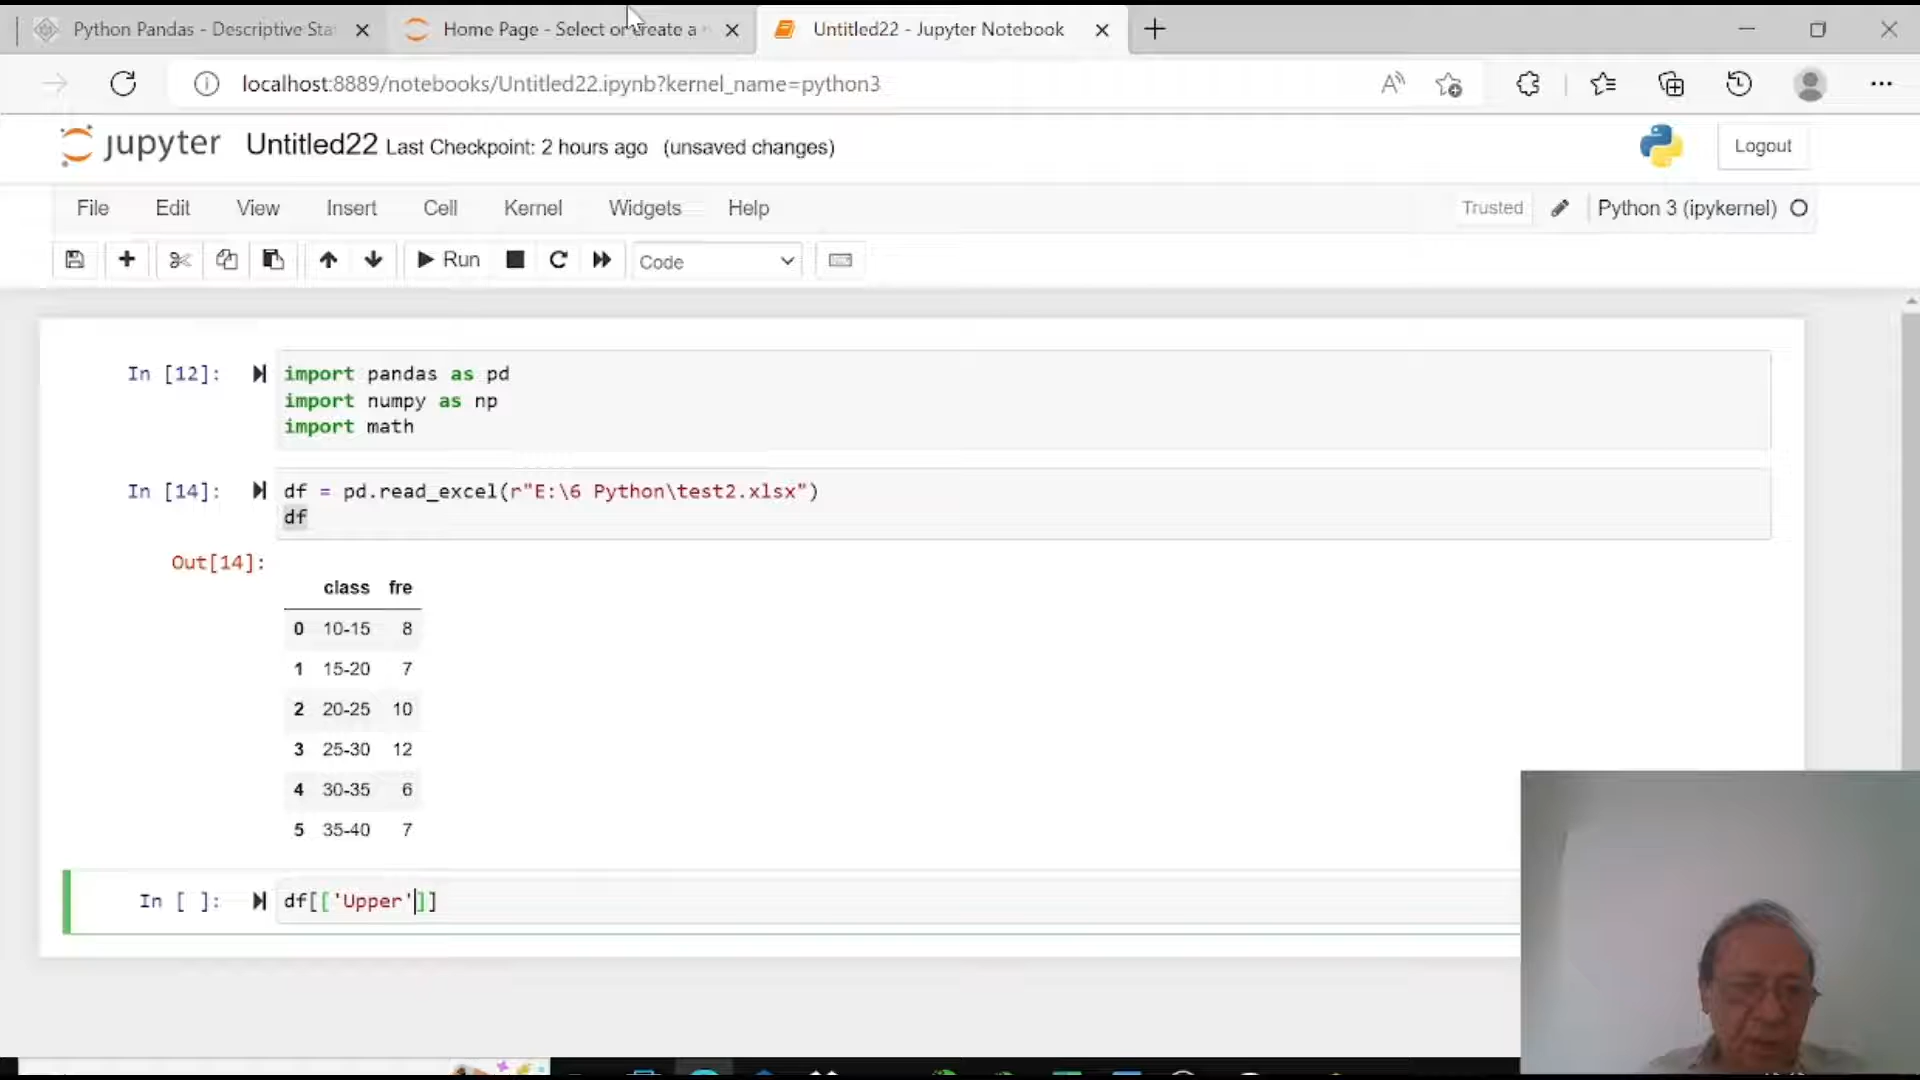 Python Pandas - Descriptive Sta
Home Page - Select or create a
Untitled22 - Jupyter Notebook
localhost:8889/notebooks/Untitled22.ipynb?kernel_name=python3
jupyter Untitled22 Last Checkpoint: 2 hours ago (unsaved changes)
Logout
File Edit View Insert Cell Kernel Widgets Help
Trusted Python 3 (ipykernel)
Run Code
In [12]:
import pandas as pd
import numpy as np
import math
In [14]:
df = pd.read_excel(r"E:\6 Python\test2.xlsx")
df
Out[14]:
class fre
0 10-15 8
1 15-20 7
2 20-25 10
3 25-30 12
4 30-35 6
5 35-40 7
In [ ]:
df[['Upper']]